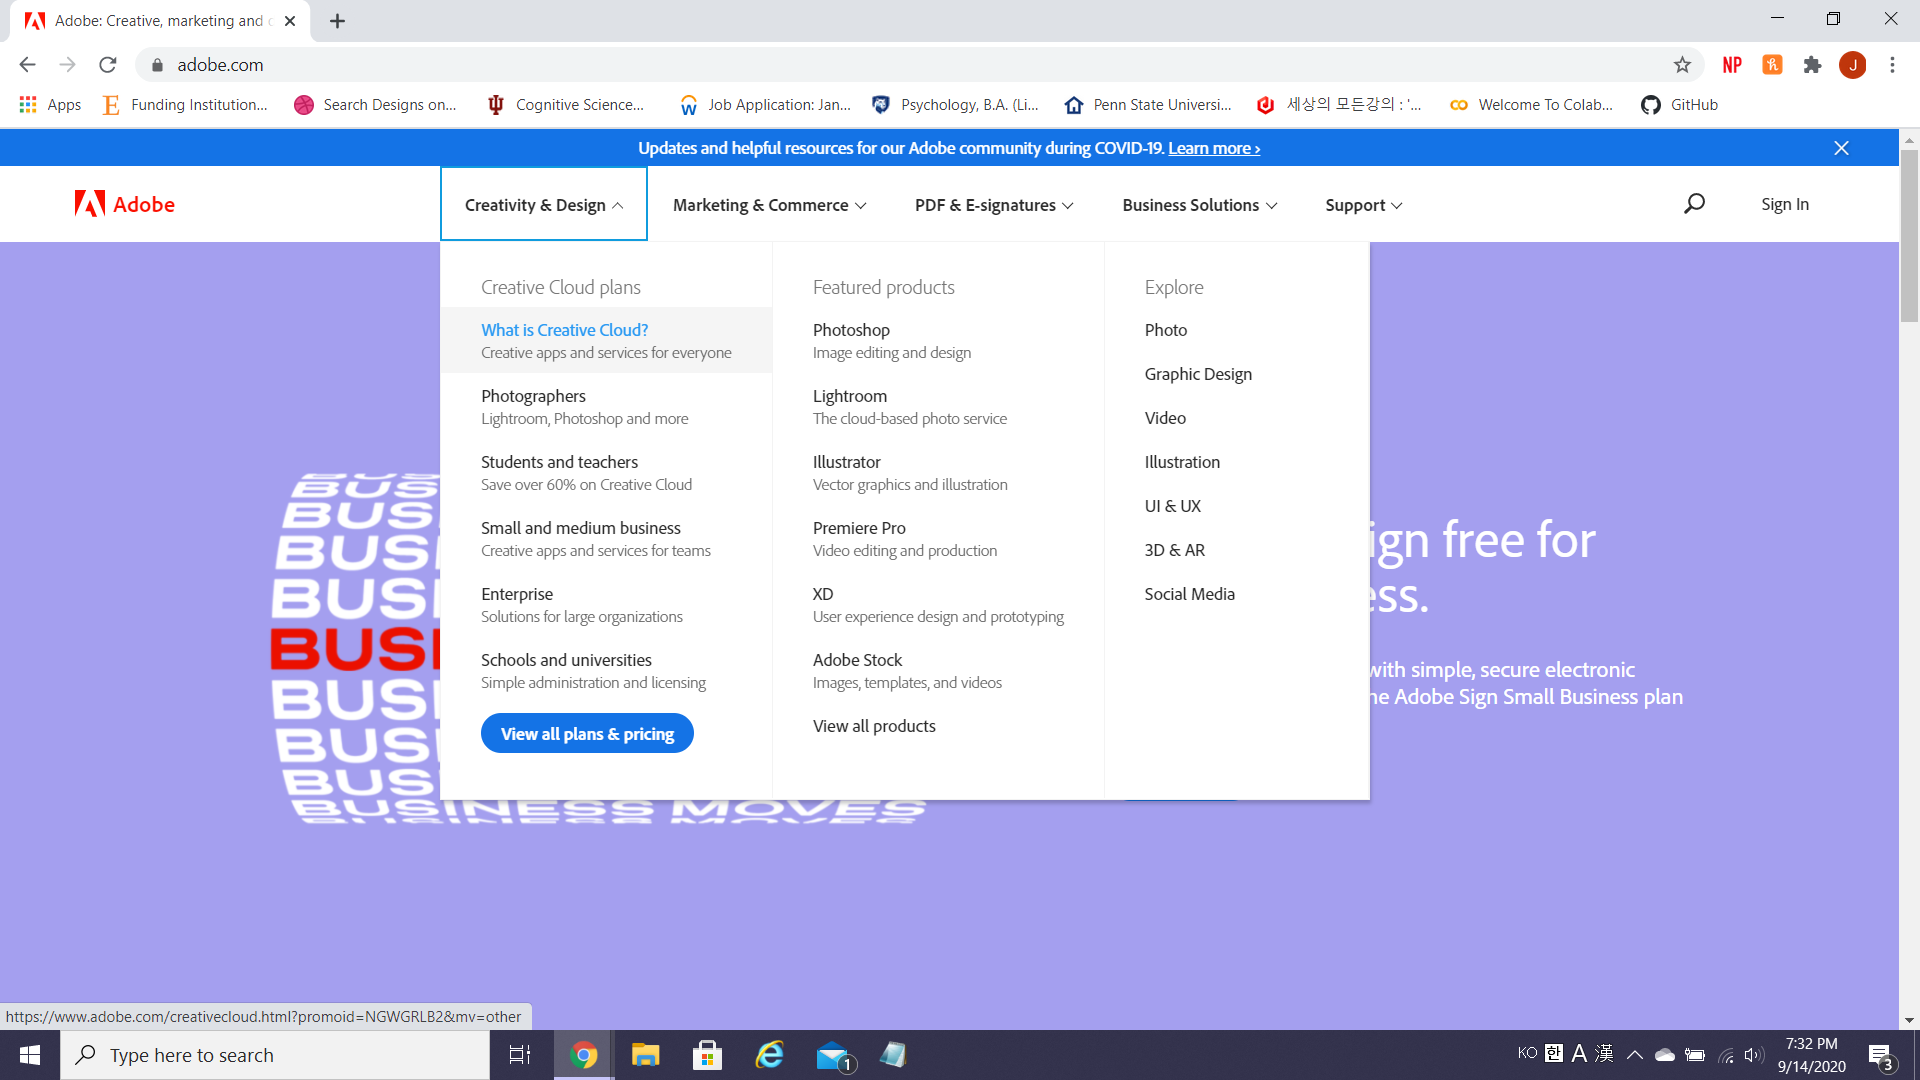 Adobe: Creative, marketing and
adobe.com
NP
J
Apps
Funding Institution...
Search Designs on...
Cognitive Science...
Job Application: Jan...
Psychology, B.A. (Li...
Penn State Universi...
세상의 모든강의 : '...
Welcome To Colab...
GitHub
Updates and helpful resources for our Adobe community during COVID-19. Learn more ›
Adobe
Creativity & Design
Marketing & Commerce
PDF & E-signatures
Business Solutions
Support
Sign In
Creative Cloud plans
What is Creative Cloud?
Creative apps and services for everyone
Photographers
Lightroom, Photoshop and more
Students and teachers
Save over 60% on Creative Cloud
Small and medium business
Creative apps and services for teams
Enterprise
Solutions for large organizations
Schools and universities
Simple administration and licensing
View all plans & pricing
Featured products
Photoshop
Image editing and design
Lightroom
The cloud-based photo service
Illustrator
Vector graphics and illustration
Premiere Pro
Video editing and production
XD
User experience design and prototyping
Adobe Stock
Images, templates, and videos
View all products
Explore
Photo
Graphic Design
Video
Illustration
UI & UX
3D & AR
Social Media
BUS
BUS
BUS
BUS
BUSI
BUS
BUS
BUSINESS MOVES
ign free for
ess.
with simple, secure electronic
he Adobe Sign Small Business plan
https://www.adobe.com/creativecloud.html?promoid=NGWGRLB2&mv=other
Type here to search
1
KO 한 A 漢
7:32 PM
9/14/2020
3